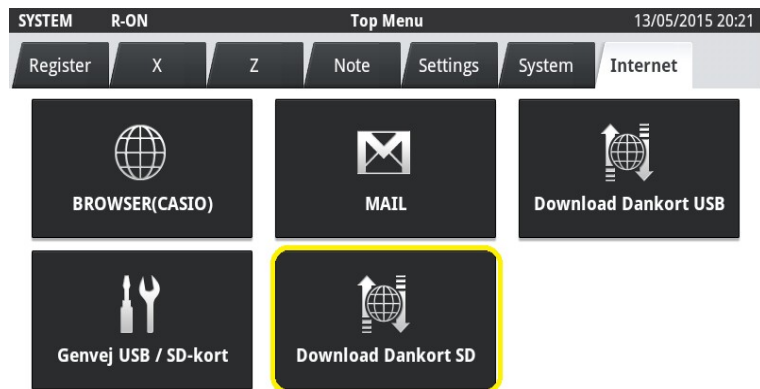 SYSTEM R-ON Top Menu 13/05/2015 20:21
Register X Z Note Settings System Internet
BROWSER(CASIO) MAIL Download Dankort USB
Genvej USB / SD-kort Download Dankort SD